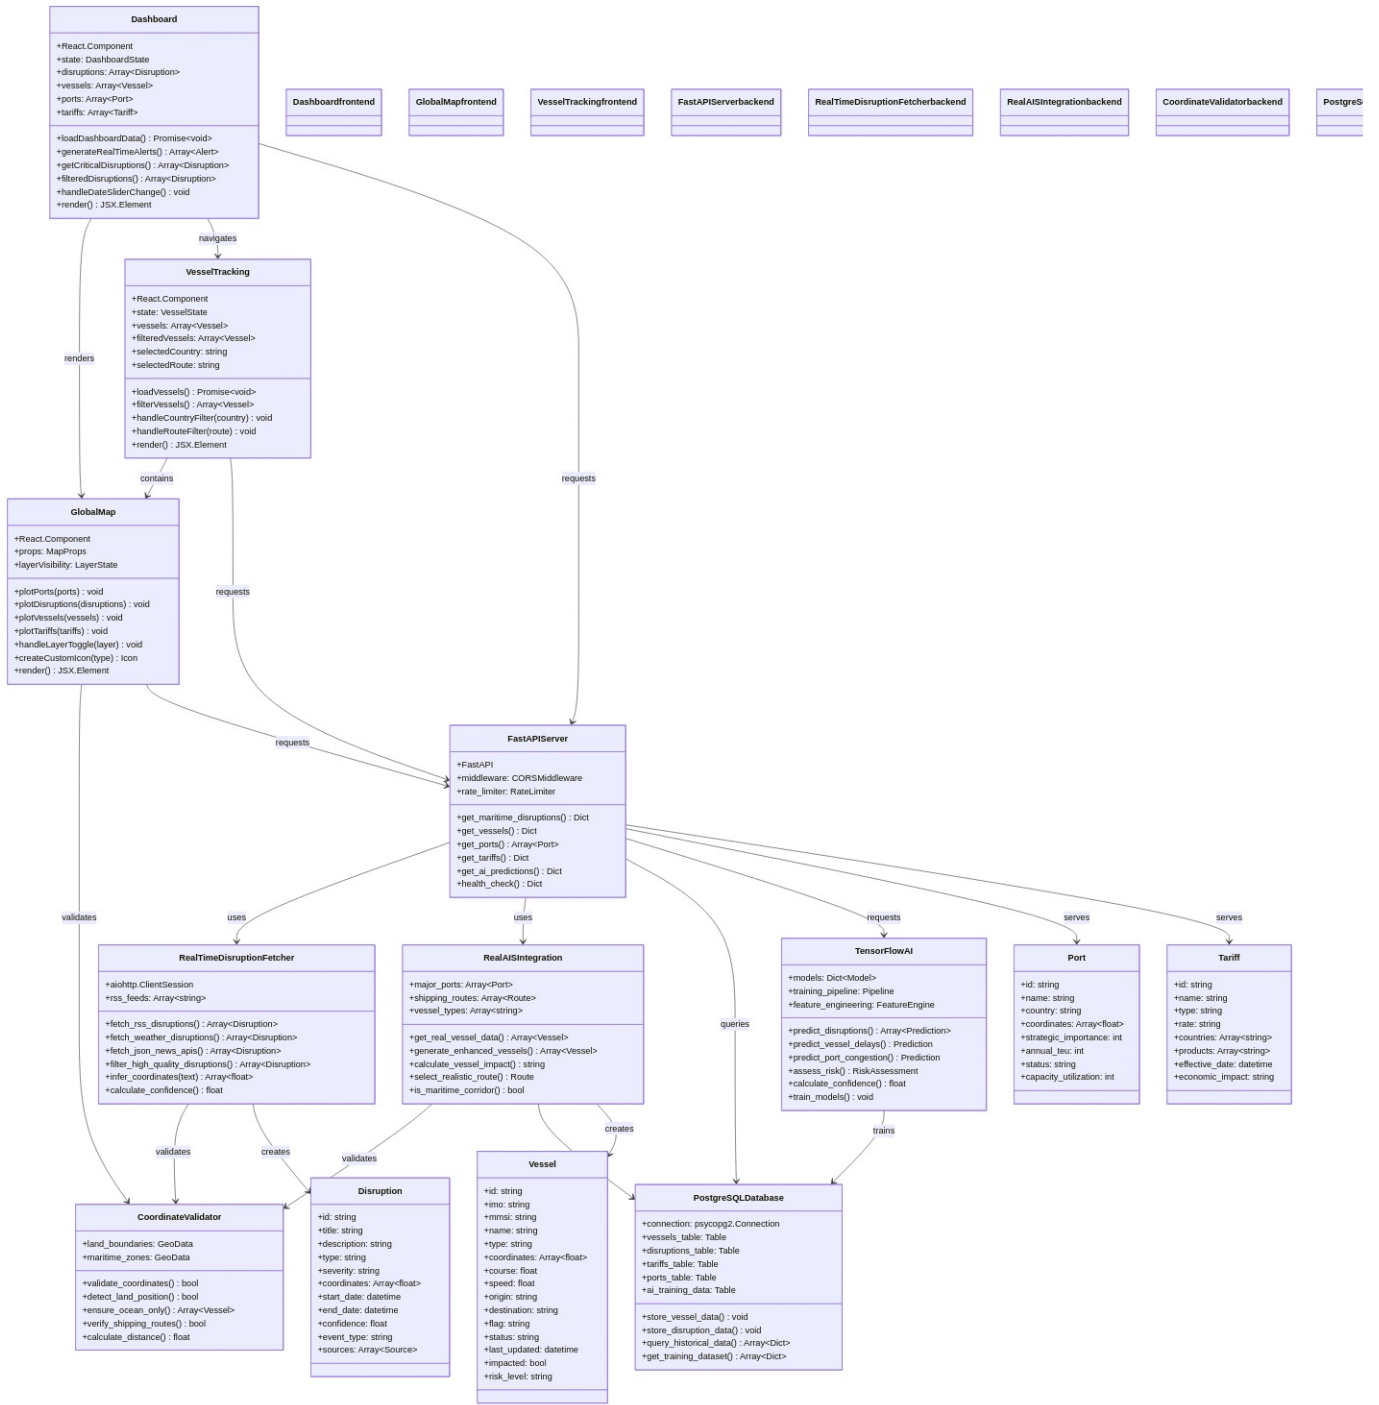 Dashboard
+React.Component
+state: DashboardState
+disruptions: Array<Disruption>
+vessels: Array<Vessel>
+ports: Array<Port>
+tariffs: Array<Tariff>
+loadDashboardData() : Promise<void>
+generateRealTimeAlerts() : Array<Alert>
+getCriticalDisruptions() : Array<Disruption>
+filteredDisruptions() : Array<Disruption>
+handleDateSliderChange() : void
+render() : JSX.Element
Dashboardfrontend
GlobalMapfrontend
VesselTrackingfrontend
FastAPIServerbackend
RealTimeDisruptionFetcherbackend
RealAISIntegrationbackend
CoordinateValidatorbackend
navigates
VesselTracking
+React.Component
+state: VesselState
+vessels: Array<Vessel>
+filteredVessels: Array<Vessel>
+selectedCountry: string
+selectedRoute: string
+loadVessels() : Promise<void>
+filterVessels() : Array<Vessel>
+handleCountryFilter(country) : void
+handleRouteFilter(route) : void
+render() : JSX.Element
renders
contains
requests
GlobalMap
+React.Component
+props: MapProps
+layerVisibility: LayerState
+plotPorts(ports) : void
+plotDisruptions(disruptions) : void
+plotVessels(vessels) : void
+plotTariffs(tariffs) : void
+handleLayerToggle(layer) : void
+createCustomIcon(type) : Icon
+render() : JSX.Element
requests
requests
FastAPIServer
+FastAPI
+middleware: CORSMiddleware
+rate_limiter: RateLimiter
+get_maritime_disruptions() : Dict
+get_vessels() : Dict
+get_ports() : Array<Port>
+get_tariffs() : Dict
+get_ai_predictions() : Dict
+health_check() : Dict
validates
uses
uses
requests
serves
serves
RealTimeDisruptionFetcher
+aiohttp.ClientSession
+rss_feeds: Array<string>
+fetch_rss_disruptions() : Array<Disruption>
+fetch_weather_disruptions() : Array<Disruption>
+fetch_json_news_apis() : Array<Disruption>
+filter_high_quality_disruptions() : Array<Disruption>
+infer_coordinates(text) : Array<float>
+calculate_confidence() : float
RealAISIntegration
+major_ports: Array<Port>
+shipping_routes: Array<Route>
+vessel_types: Array<string>
+get_real_vessel_data() : Array<Vessel>
+generate_enhanced_vessels() : Array<Vessel>
+calculate_vessel_impact() : string
+select_realistic_route() : Route
+is_maritime_corridor() : bool
queries
TensorFlowAI
+models: Dict<Model>
+training_pipeline: Pipeline
+feature_engineering: FeatureEngine
+predict_disruptions() : Array<Prediction>
+predict_vessel_delays() : Prediction
+predict_port_congestion() : Prediction
+assess_risk() : RiskAssessment
+calculate_confidence() : float
+train_models() : void
Port
+id: string
+name: string
+country: string
+coordinates: Array<float>
+strategic_importance: int
+annual_teu: int
+status: string
+capacity_utilization: int
Tariff
+id: string
+name: string
+type: string
+rate: string
+countries: Array<string>
+products: Array<string>
+effective_date: datetime
+economic_impact: string
validates
creates
validates
creates
trains
CoordinateValidator
+land_boundaries: GeoData
+maritime_zones: GeoData
+validate_coordinates() : bool
+detect_land_position() : bool
+ensure_ocean_only() : Array<Vessel>
+verify_shipping_routes() : bool
+calculate_distance() : float
Disruption
+id: string
+title: string
+description: string
+type: string
+severity: string
+coordinates: Array<float>
+start_date: datetime
+end_date: datetime
+confidence: float
+event_type: string
+sources: Array<Source>
Vessel
+id: string
+imo: string
+mmsi: string
+name: string
+type: string
+coordinates: Array<float>
+course: float
+speed: float
+origin: string
+destination: string
+flag: string
+status: string
+last_updated: datetime
+impacted: bool
+risk_level: string
PostgreSQLDatabase
+connection: psycopg2.Connection
+vessels_table: Table
+disruptions_table: Table
+tariffs_table: Table
+ports_table: Table
+ai_training_data: Table
+store_vessel_data() : void
+store_disruption_data() : void
+query_historical_data() : Array<Dict>
+get_training_dataset() : Array<Dict>